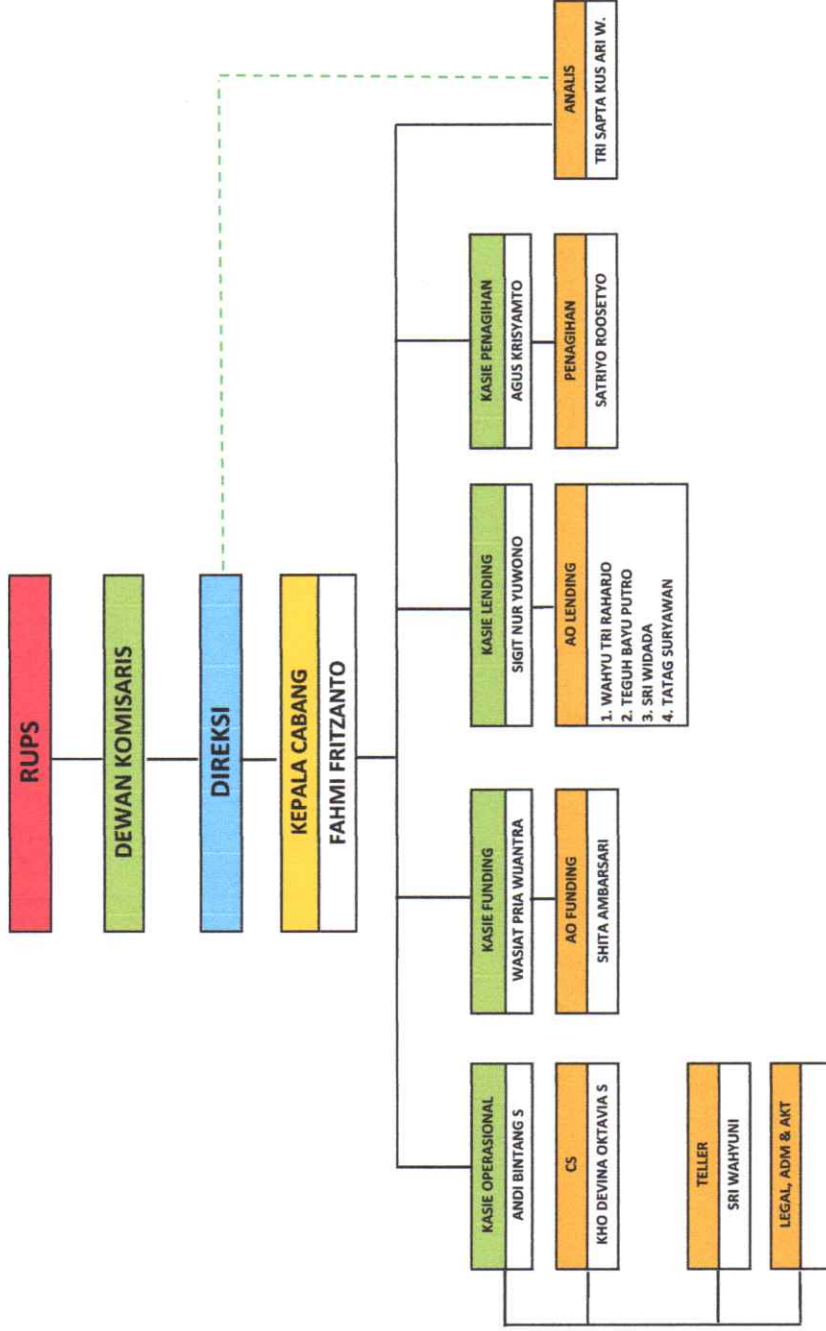 RUPS
DEWAN KOMISARIS
DIREKSI
KEPALA CABANG
FAHMI FRITZANTO
KASIE OPERASIONAL
ANDI BINTANG S
CS
KHO DEVINA OKTAVIA S
TELLER
SRI WAHYUNI
LEGAL, ADM & AKT
KASIE FUNDING
WASIAT PRIA WIJANTRA
AO FUNDING
SHITA AMBARSARI
KASIE LENDING
SIGIT NUR YUWONO
AO LENDING
1. WAHYU TRI RAHARJO
2. TEGUH BAYU PUTRO
3. SRI WIDADA
4. TATAG SURYAWAN
KASIE PENAGIHAN
AGUS KRISYAMTO
PENAGIHAN
SATRIYO ROOSETYO
ANALIS
TRI SAPTA KUS ARI W.